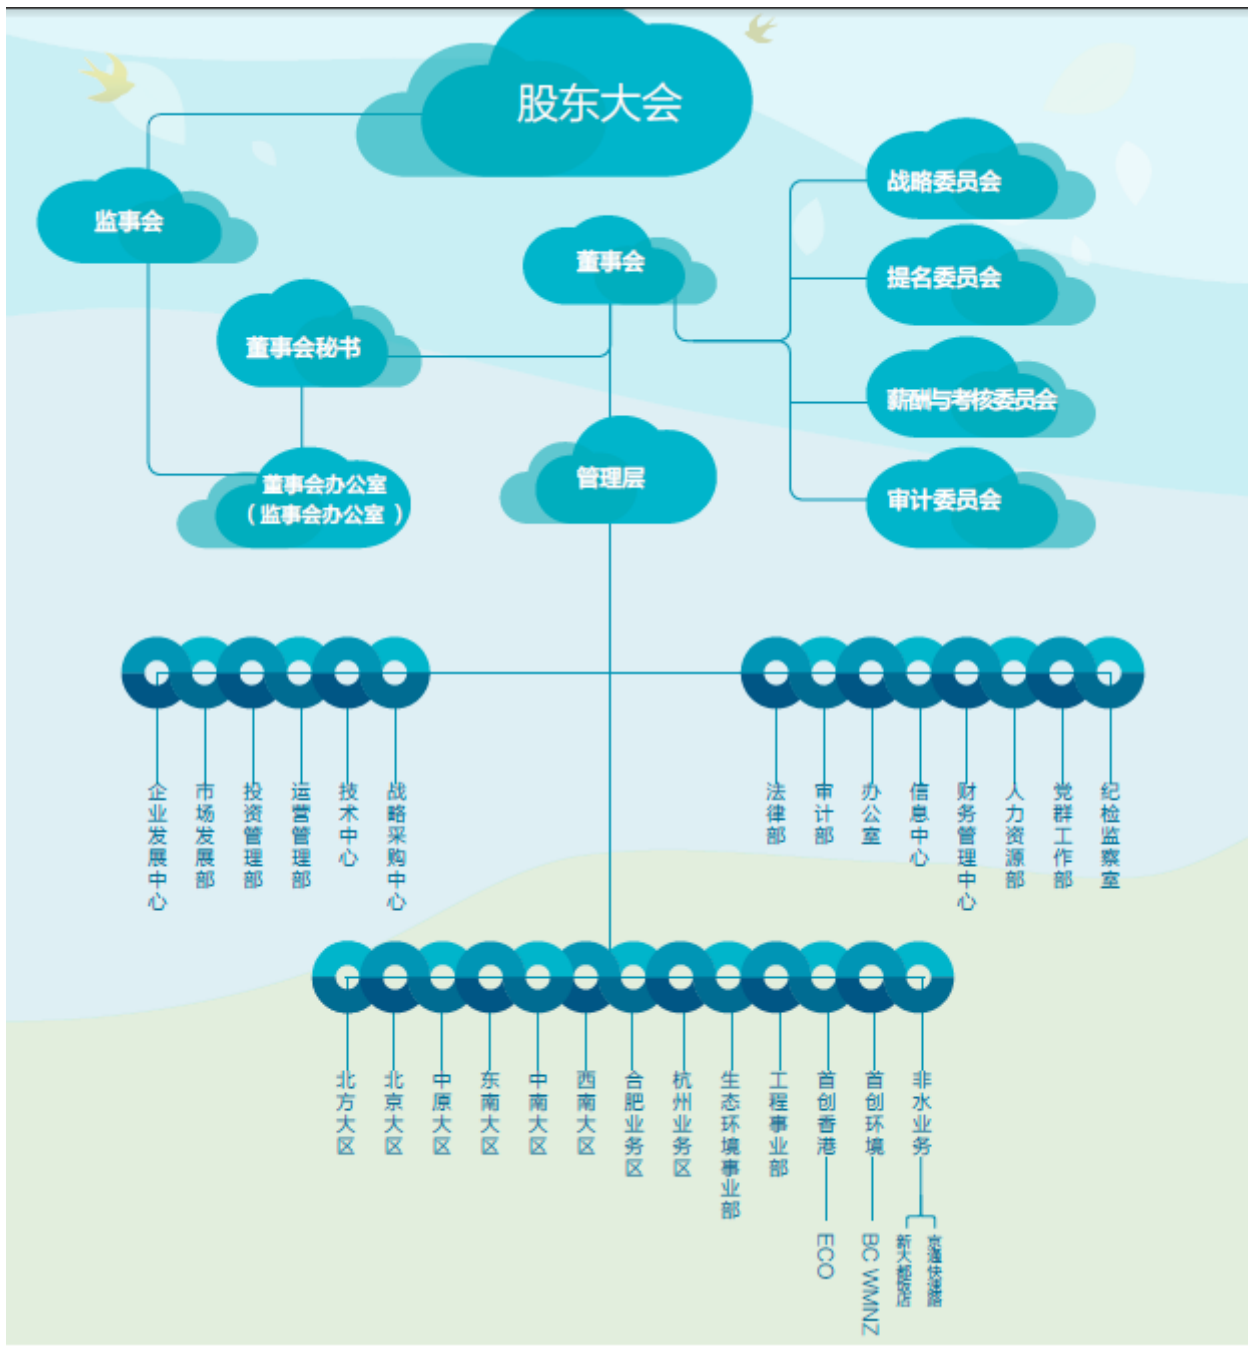 股东大会
监事会
董事会
战略委员会
提名委员会
董事会秘书
薪酬与考核委员会
管理层
董事会办公室
（监事会办公室 ）
审计委员会
企业发展中心
市场发展部
投资管理部
运营管理部
技术中心
战略采购中心
法律部
审计部
办公室
信息中心
财务管理中心
人力资源部
党群工作部
纪检监察室
北方大区
北京大区
中原大区
东南大区
中南大区
西南大区
合肥业务区
杭州业务区
生态环境事业部
工程事业部
首创香港
首创环境
非水业务
ECO
BC WMNZ
新大都饭店
京通快速路